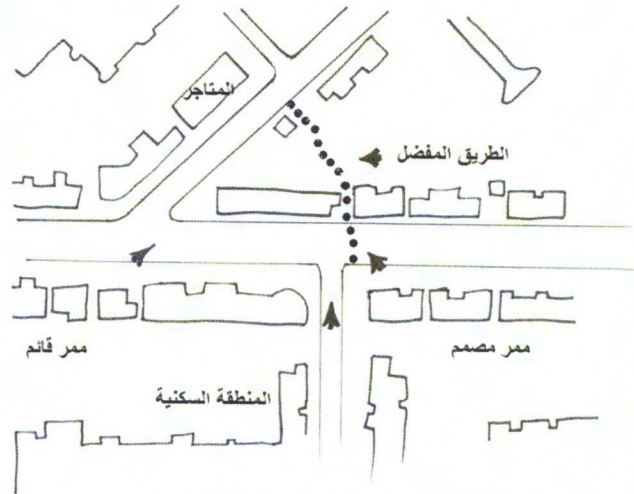 المتاجر
الطريق المفضل
ممر قائم
ممر مصمم
المنطقة السكنية